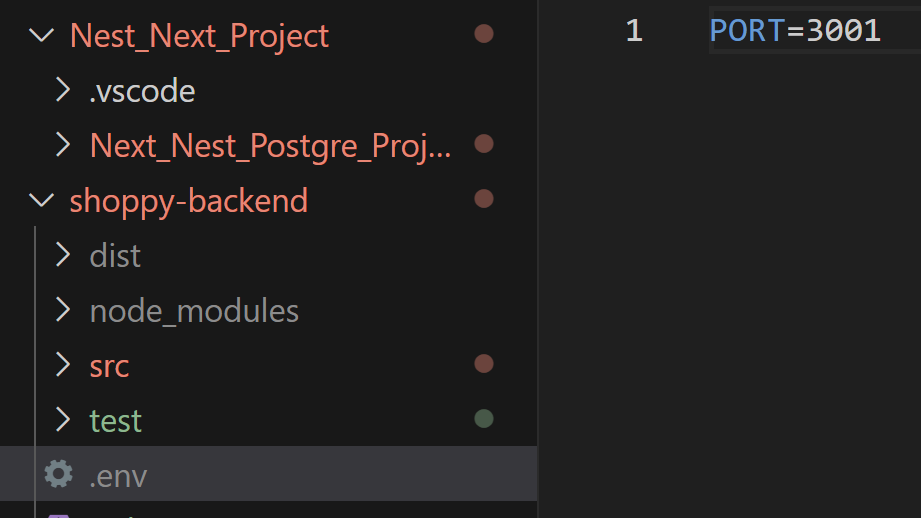 Nest_Next_Project
.vscode
Next_Nest_Postgre_Proj...
shoppy-backend
dist
node_modules
src
test
.env
1 PORT=3001